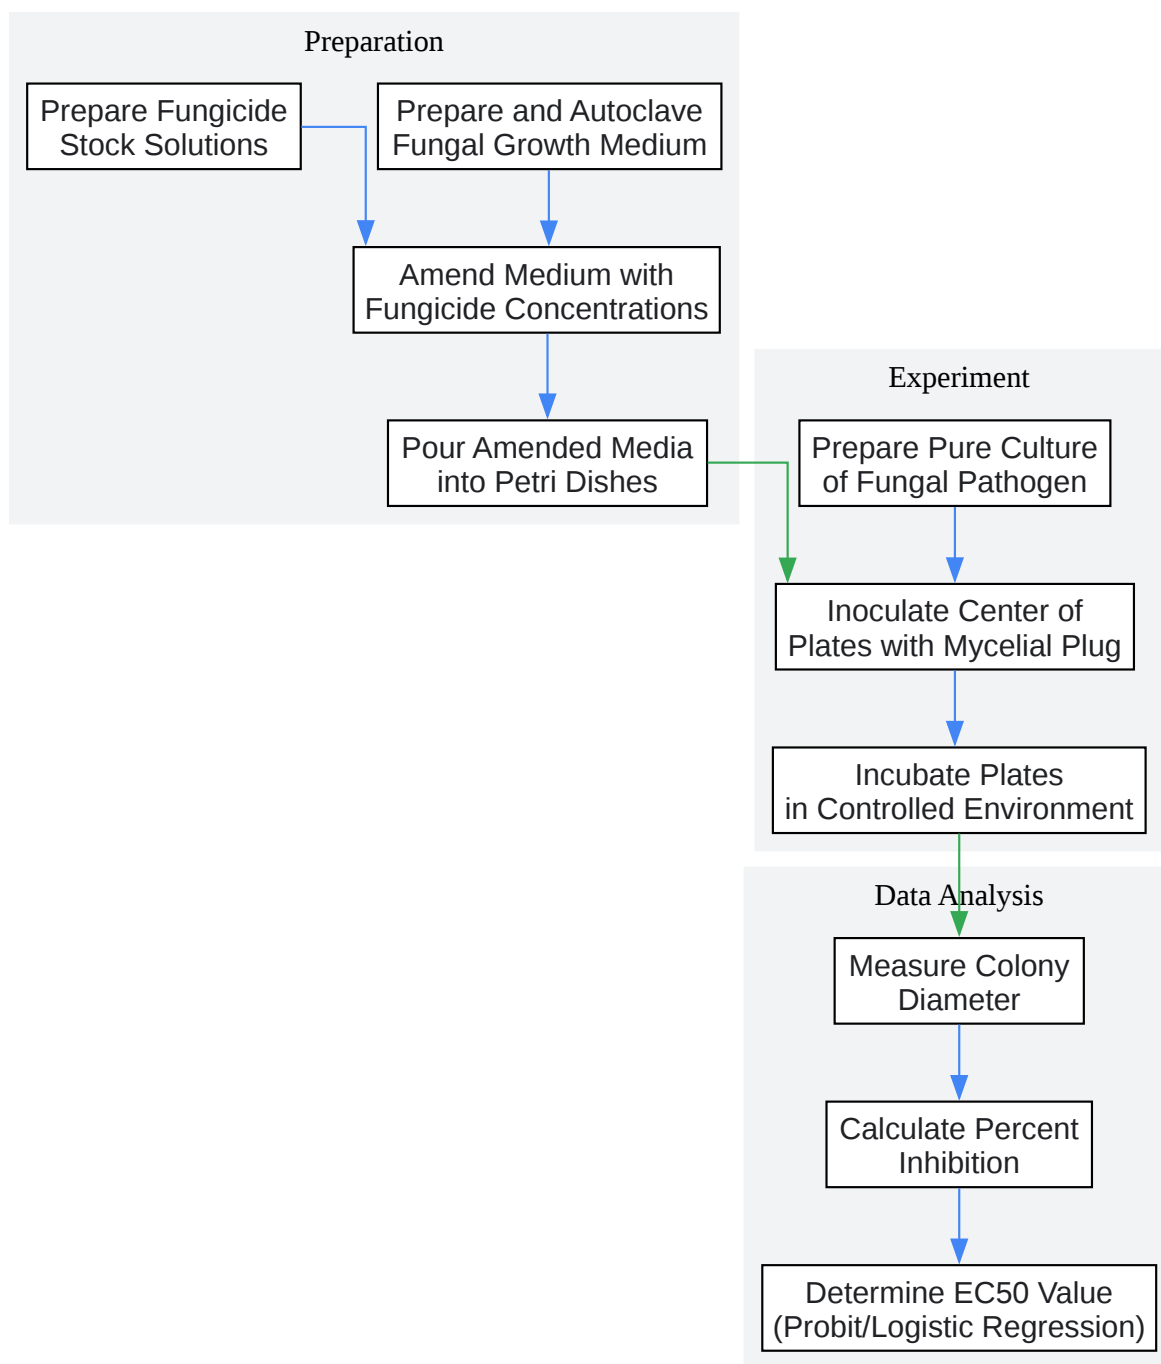 Preparation
Prepare Fungicide
Stock Solutions
Prepare and Autoclave
Fungal Growth Medium
Amend Medium with
Fungicide Concentrations
Pour Amended Media
into Petri Dishes
Experiment
Prepare Pure Culture
of Fungal Pathogen
Inoculate Center of
Plates with Mycelial Plug
Incubate Plates
in Controlled Environment
Data Analysis
Measure Colony
Diameter
Calculate Percent
Inhibition
Determine EC50 Value
(Probit/Logistic Regression)